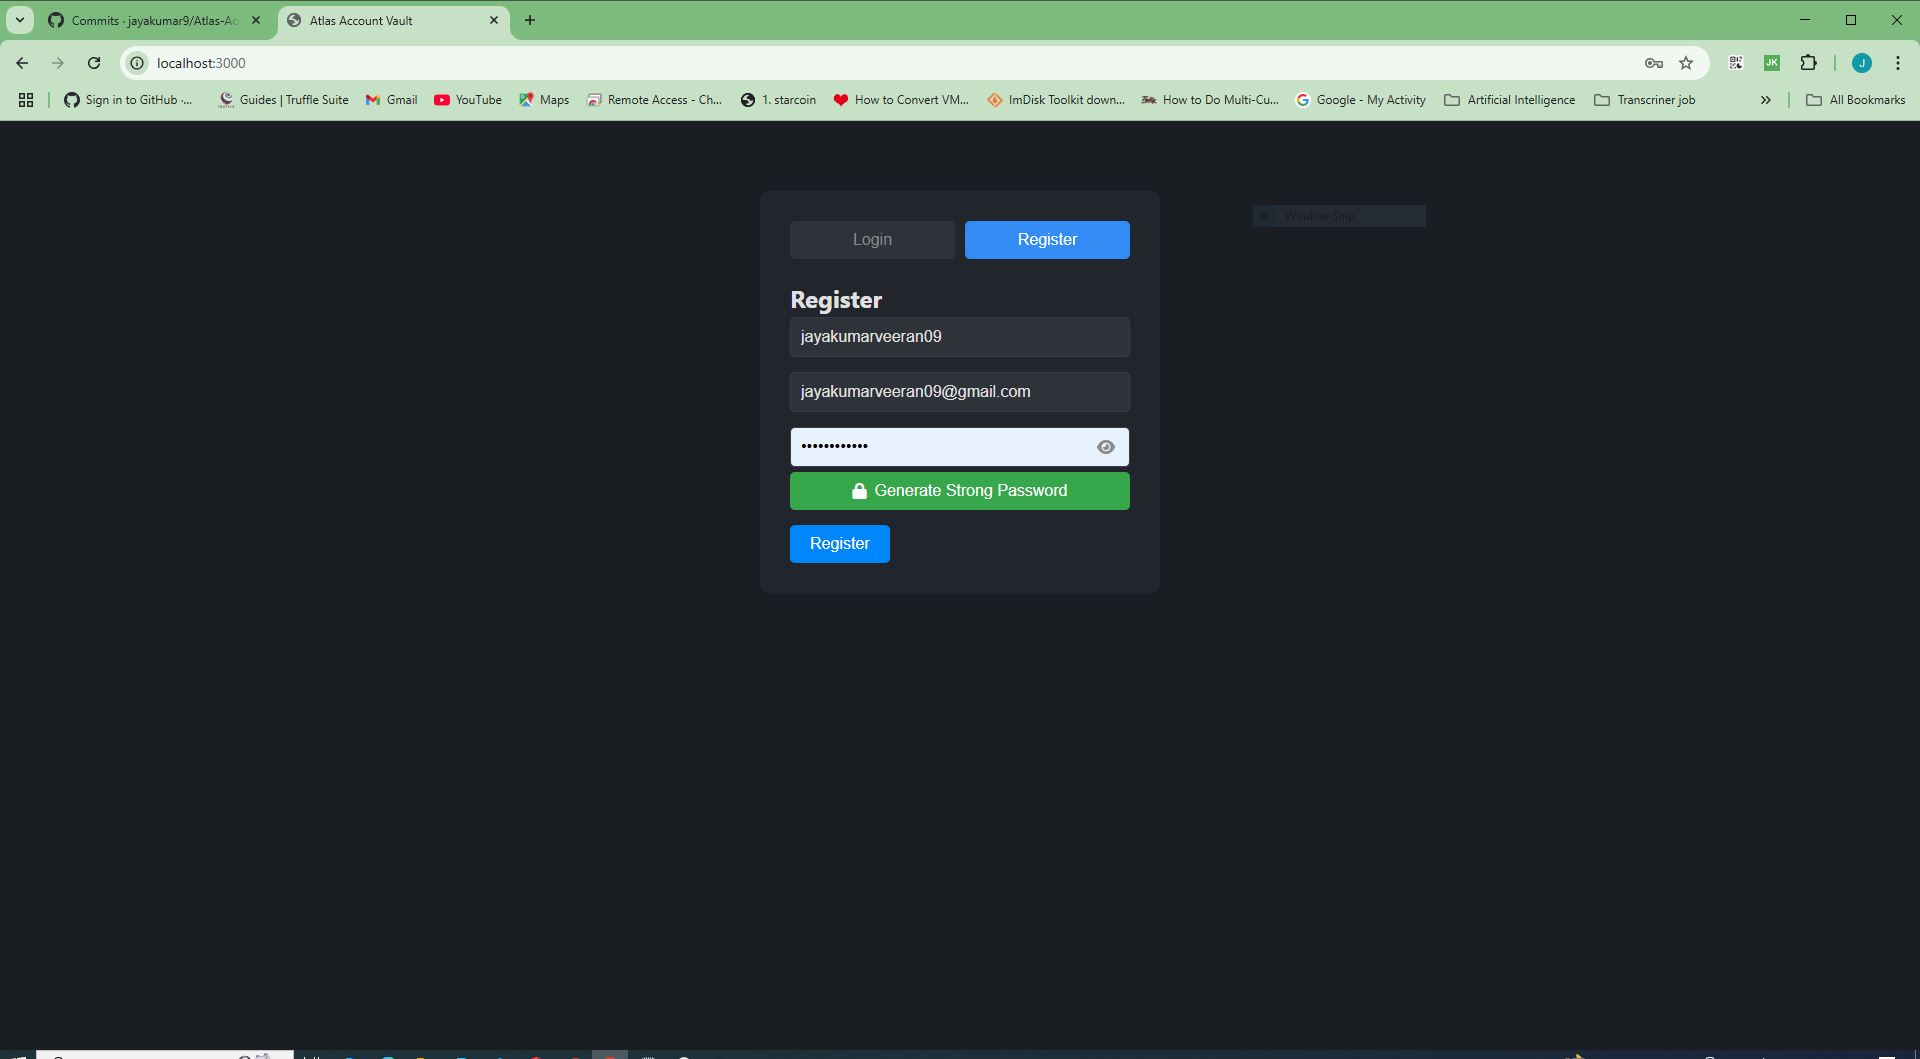 Commits · jayakumar9/Atlas-Ac
Atlas Account Vault
localhost:3000
JK
J
Sign in to GitHub ·...
Guides | Truffle Suite
Gmail
YouTube
Maps
Remote Access - Ch...
1. starcoin
How to Convert VM...
ImDisk Toolkit down...
How to Do Multi-Cu...
Google - My Activity
Artificial Intelligence
Transcriner job
All Bookmarks
Login
Register
Window Snip
Register
jayakumarveeran09
jayakumarveeran09@gmail.com
Generate Strong Password
Register